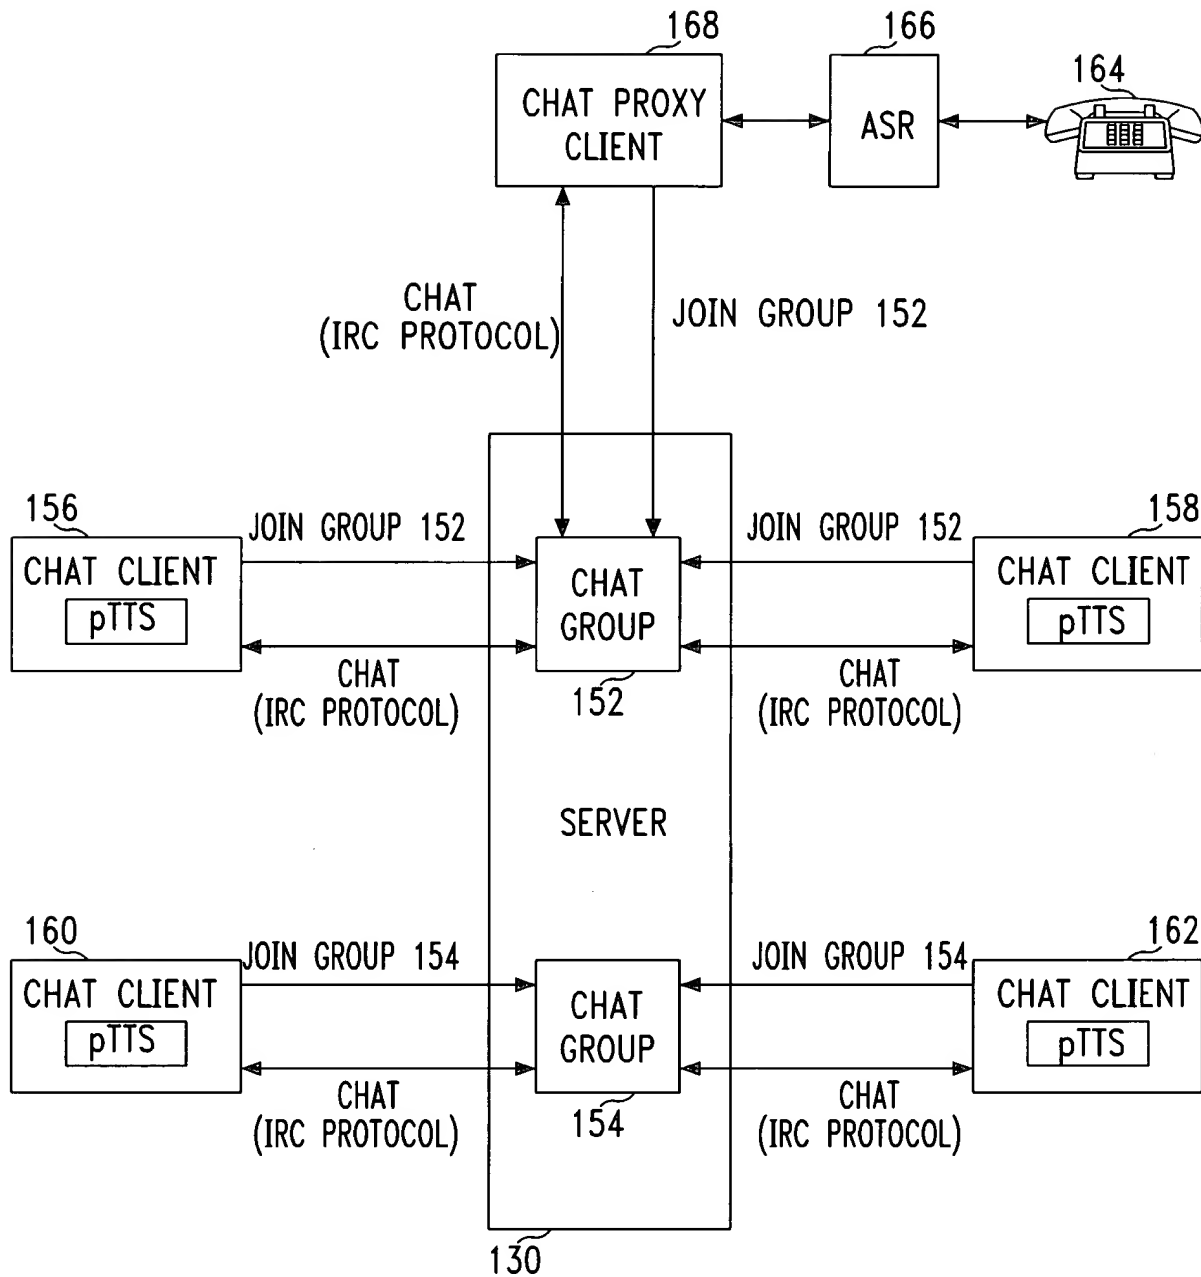 168
166
164
CHAT PROXY
CLIENT
ASR
CHAT
(IRC PROTOCOL)
JOIN GROUP 152
156
JOIN GROUP 152
JOIN GROUP 152
158
CHAT CLIENT
pTTS
CHAT
GROUP
CHAT CLIENT
pTTS
CHAT
(IRC PROTOCOL)
152
CHAT
(IRC PROTOCOL)
SERVER
160
JOIN GROUP 154
JOIN GROUP 154
162
CHAT CLIENT
pTTS
CHAT
GROUP
CHAT CLIENT
pTTS
CHAT
(IRC PROTOCOL)
154
CHAT
(IRC PROTOCOL)
130